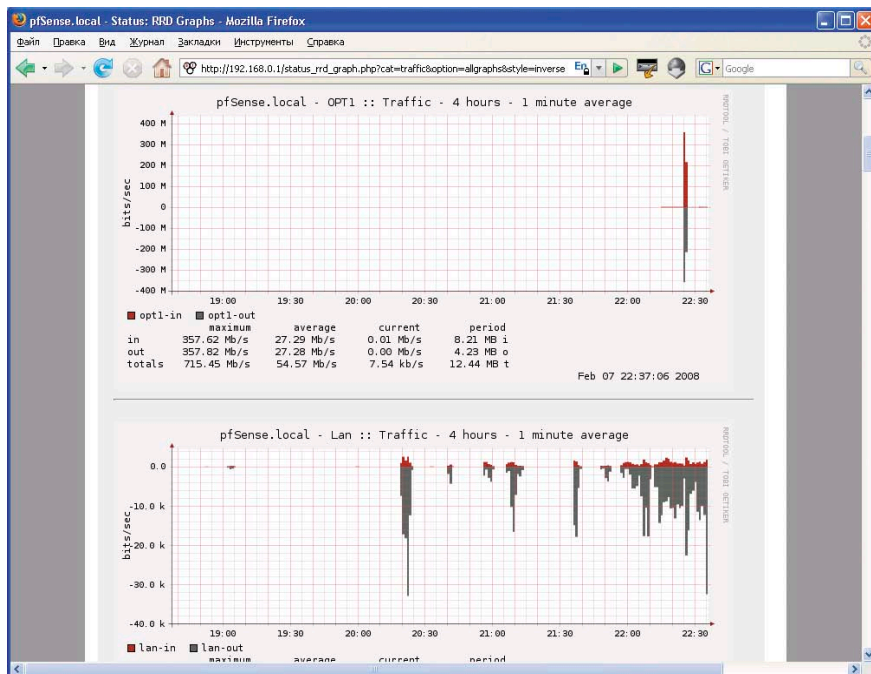 pfSense.local - Status: RRD Graphs - Mozilla Firefox
Файл Правка Вид Журнал Закладки Инструменты Справка
http://192.168.0.1/status_rrd_graph.php?cat=traffic&option=allgraphs&style=inverse
Google
pfSense.local - OPT1 :: Traffic - 4 hours - 1 minute average
RRDTOOL / TOBI OETIKER
bits/sec
400 M
300 M
200 M
100 M
0
-100 M
-200 M
-300 M
-400 M
19:00 19:30 20:00 20:30 21:00 21:30 22:00 22:30
opt1-in opt1-out
maximum average current period
in 357.62 Mb/s 27.29 Mb/s 0.01 Mb/s 8.21 MB i
out 357.82 Mb/s 27.28 Mb/s 0.00 Mb/s 4.23 MB o
totals 715.45 Mb/s 54.57 Mb/s 7.54 kb/s 12.44 MB t
Feb 07 22:37:06 2008
pfSense.local - Lan :: Traffic - 4 hours - 1 minute average
RRDTOOL / TOBI OETIKER
bits/sec
0.0
-10.0 k
-20.0 k
-30.0 k
-40.0 k
19:00 19:30 20:00 20:30 21:00 21:30 22:00 22:30
lan-in lan-out
maximum average current period